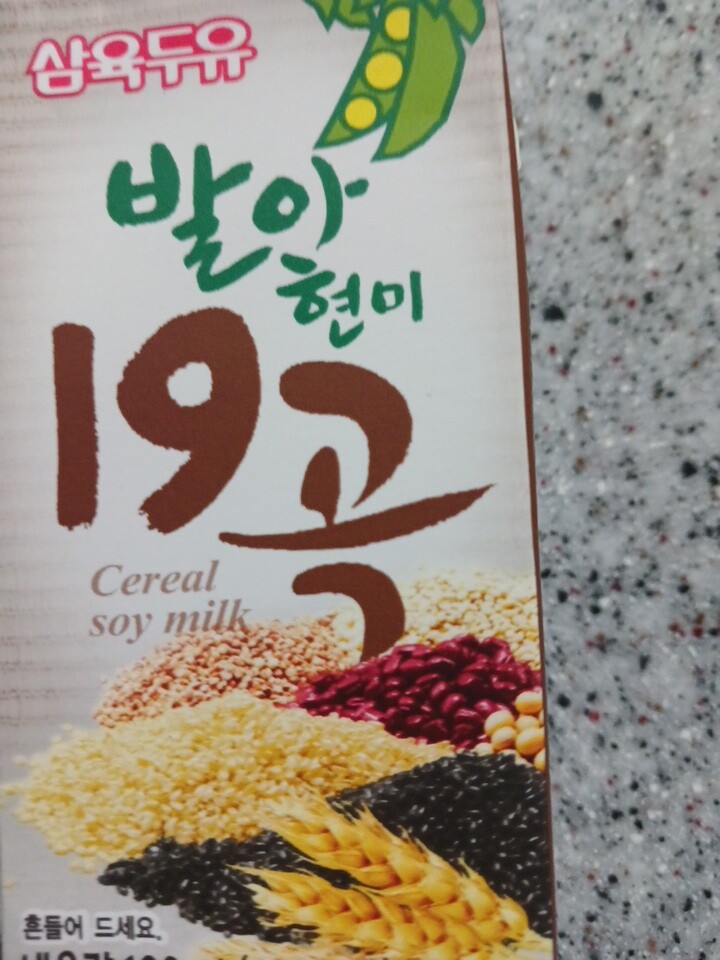 삼육두유
발아
현미
19곡
Cereal
soy milk
흔들어 드세요.